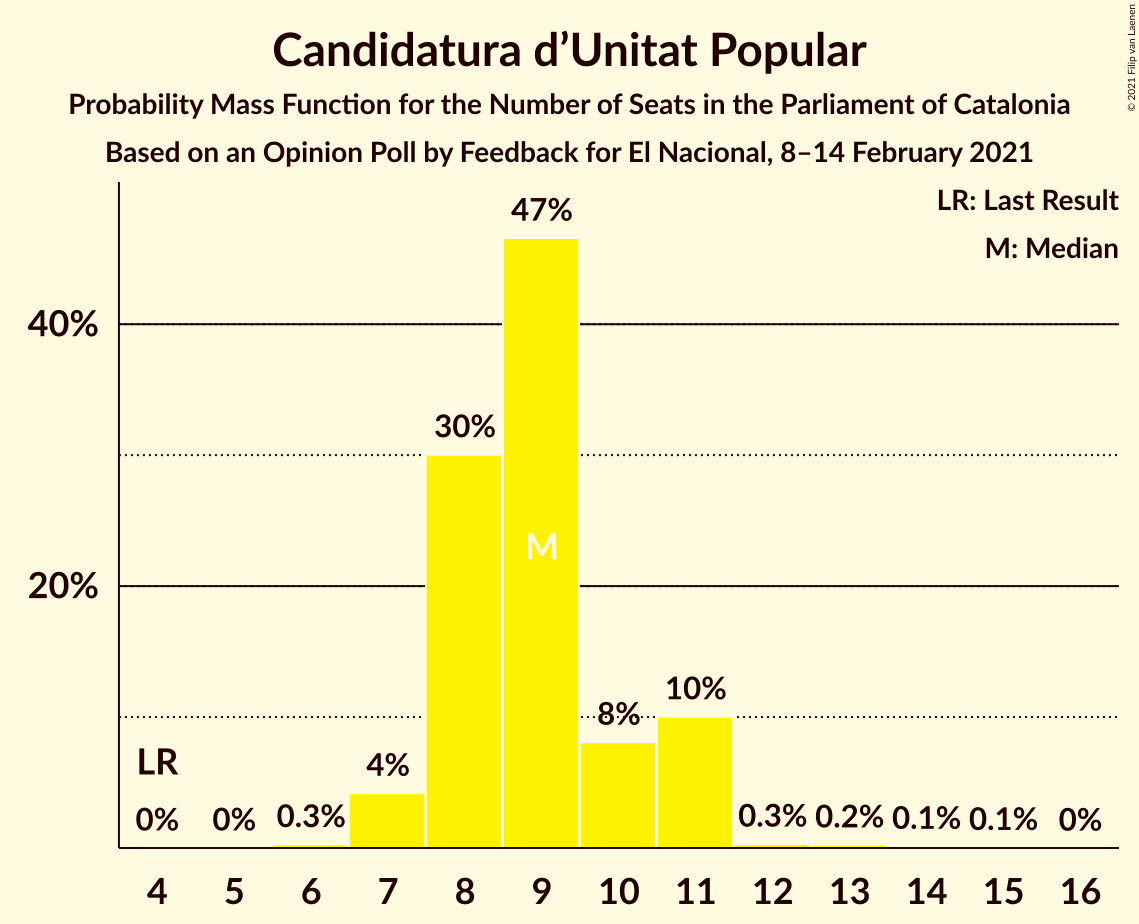 Candidatura d’Unitat Popular
Probability Mass Function for the Number of Seats in the Parliament of Catalonia
Based on an Opinion Poll by Feedback for El Nacional, 8–14 February 2021
© 2021 Filip van Laenen
LR: Last Result
M: Median
47%
40%
30%
M
20%
10%
8%
LR
4%
0% 0% 0.3% 0.3% 0.2% 0.1% 0.1% 0%
4 5 6 7 8 9 10 11 12 13 14 15 16